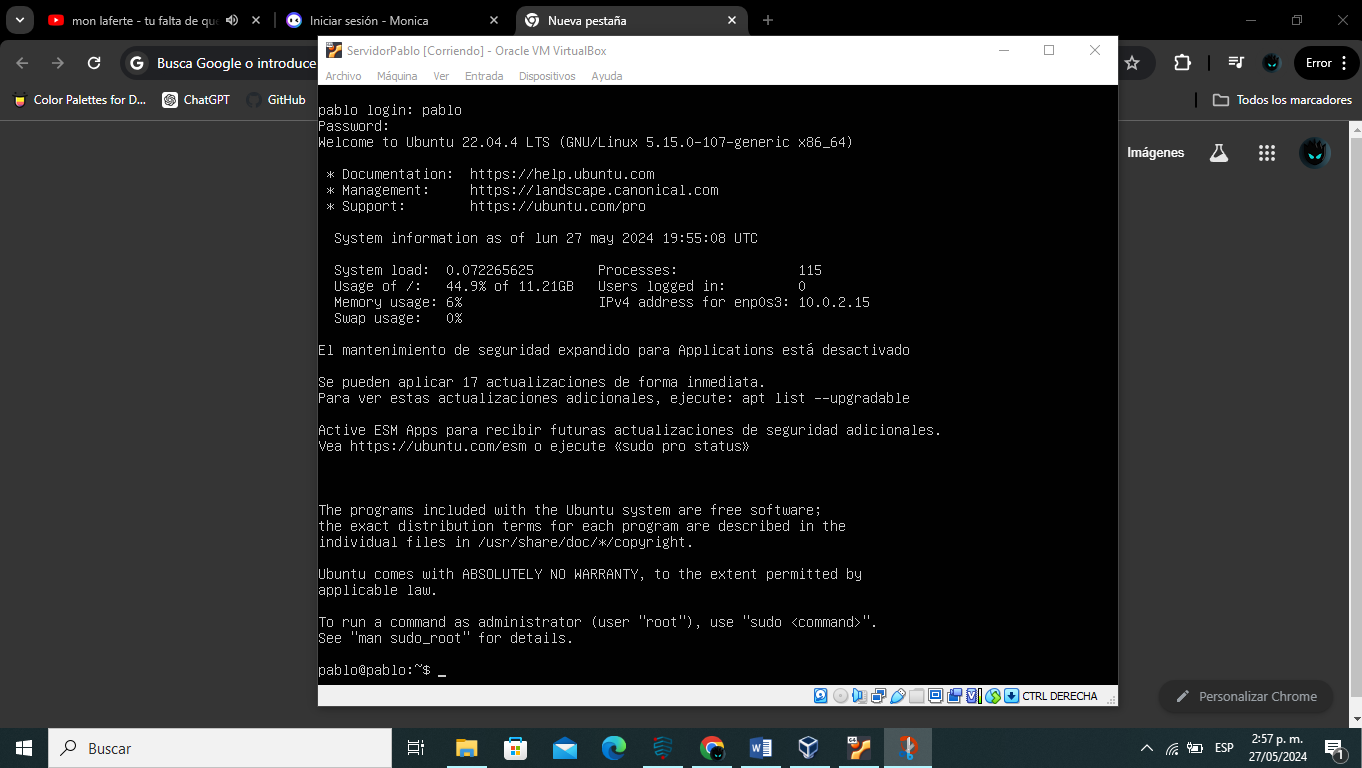 mon laferte - tu falta de que
Iniciar sesión - Monica
Nueva pestaña
Busca Google o introduce
Error
Color Palettes for D...
ChatGPT
GitHub
Todos los marcadores
Imágenes
ServidorPablo [Corriendo] - Oracle VM VirtualBox
Archivo Máquina Ver Entrada Dispositivos Ayuda
pablo login: pablo
Password:
Welcome to Ubuntu 22.04.4 LTS (GNU/Linux 5.15.0-107-generic x86_64)
* Documentation: https://help.ubuntu.com
* Management: https://landscape.canonical.com
* Support: https://ubuntu.com/pro
System information as of lun 27 may 2024 19:55:08 UTC
System load: 0.072265625 Processes: 115
Usage of /: 44.9% of 11.21GB Users logged in: 0
Memory usage: 6% IPv4 address for enp0s3: 10.0.2.15
Swap usage: 0%
El mantenimiento de seguridad expandido para Applications está desactivado
Se pueden aplicar 17 actualizaciones de forma inmediata.
Para ver estas actualizaciones adicionales, ejecute: apt list --upgradable
Active ESM Apps para recibir futuras actualizaciones de seguridad adicionales.
Vea https://ubuntu.com/esm o ejecute «sudo pro status»
The programs included with the Ubuntu system are free software;
the exact distribution terms for each program are described in the
individual files in /usr/share/doc/*/copyright.
Ubuntu comes with ABSOLUTELY NO WARRANTY, to the extent permitted by
applicable law.
To run a command as administrator (user "root"), use "sudo <command>".
See "man sudo_root" for details.
pablo@pablo:~$ _
CTRL DERECHA
Personalizar Chrome
Buscar
ESP
2:57 p. m.
27/05/2024
1